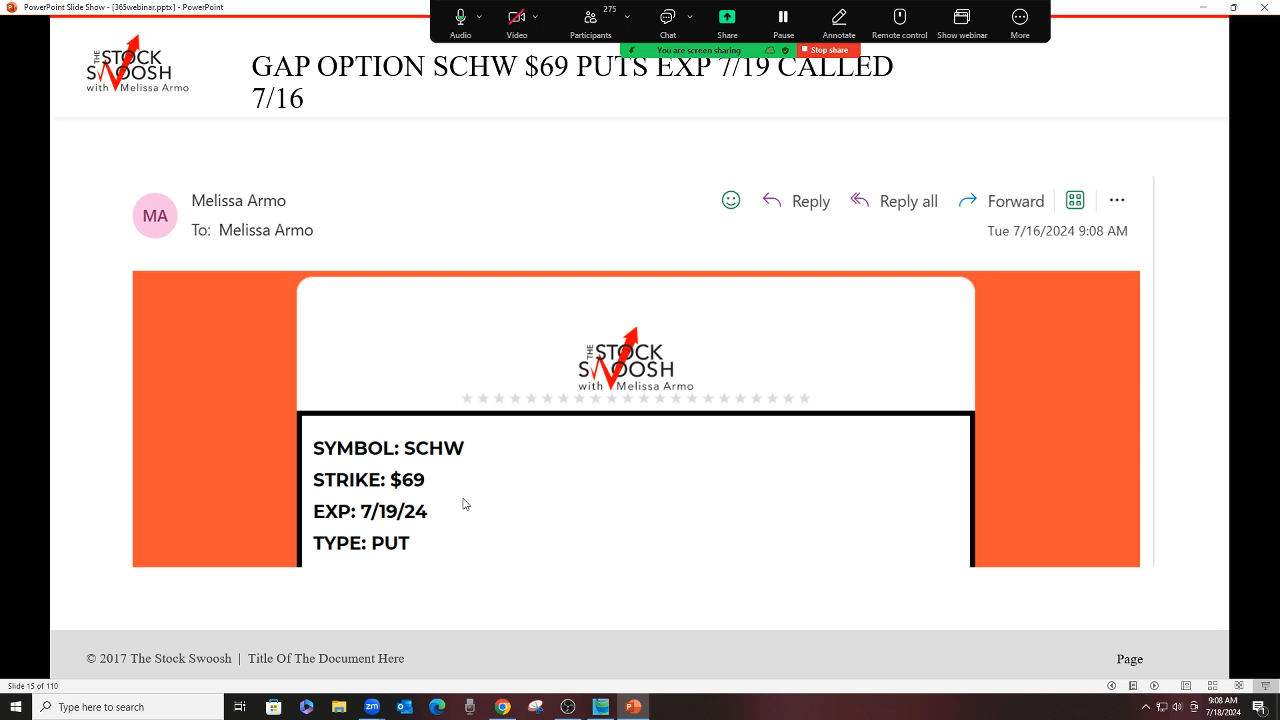 PowerPoint Slide Show - [365webinar.pptx] - PowerPoint
275
Audio Video Participants Chat Share Pause Annotate Remote control Show webinar More
You are screen sharing Stop share
THE STOCK SWOOSH
with Melissa Armo
GAP OPTION SCHW $69 PUTS EXP 7/19 CALLED
7/16
MA
Melissa Armo
To: Melissa Armo
Reply Reply all Forward
Tue 7/16/2024 9:08 AM
THE STOCK SWOOSH
with Melissa Armo
SYMBOL: SCHW
STRIKE: $69
EXP: 7/19/24
TYPE: PUT
© 2017 The Stock Swoosh | Title Of The Document Here
Page
Slide 15 of 110
Type here to search
zm
9:08 AM
7/18/2024